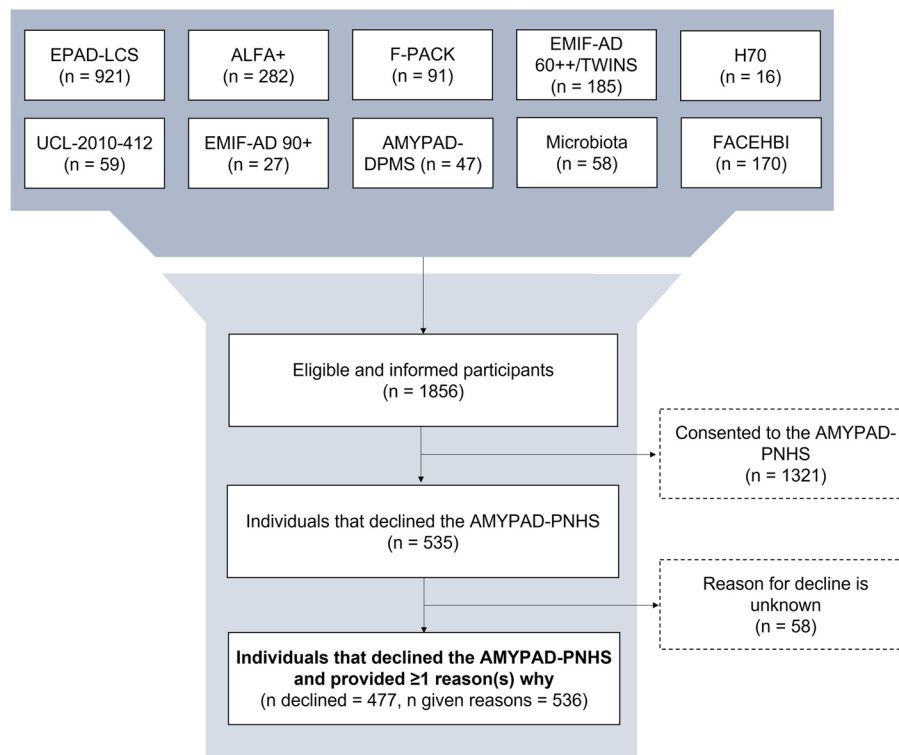 EPAD-LCS
(n = 921)
ALFA+
(n = 282)
F-PACK
(n = 91)
EMIF-AD
60++/TWINS
(n = 185)
H70
(n = 16)
UCL-2010-412
(n = 59)
EMIF-AD 90+
(n = 27)
AMYPAD-
DPMS (n = 47)
Microbiota
(n = 58)
FACEHBI
(n = 170)
Eligible and informed participants
(n = 1856)
Consented to the AMYPAD-
PNHS
(n = 1321)
Individuals that declined the AMYPAD-PNHS
(n = 535)
Reason for decline is
unknown
(n = 58)
Individuals that declined the AMYPAD-PNHS
and provided ≥1 reason(s) why
(n declined = 477, n given reasons = 536)